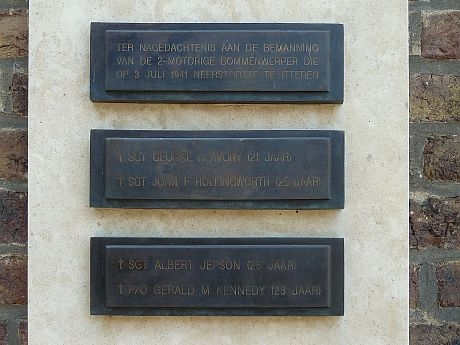 TER NAGEDACHTENIS AAN DE BEMANNING
VAN DE 2-MOTORIGE BOMMENWERPER DIE
OP 3 JULI 1941 NEERSTORTTE TE ITTEREN
† SGT GEORGE A AVORY (21 JAAR)
† SGT JOHN F HOLLINGWORTH (25 JAAR)
† SGT ALBERT JEPSON (25 JAAR)
† P/O GERALD M KENNEDY (23 JAAR)